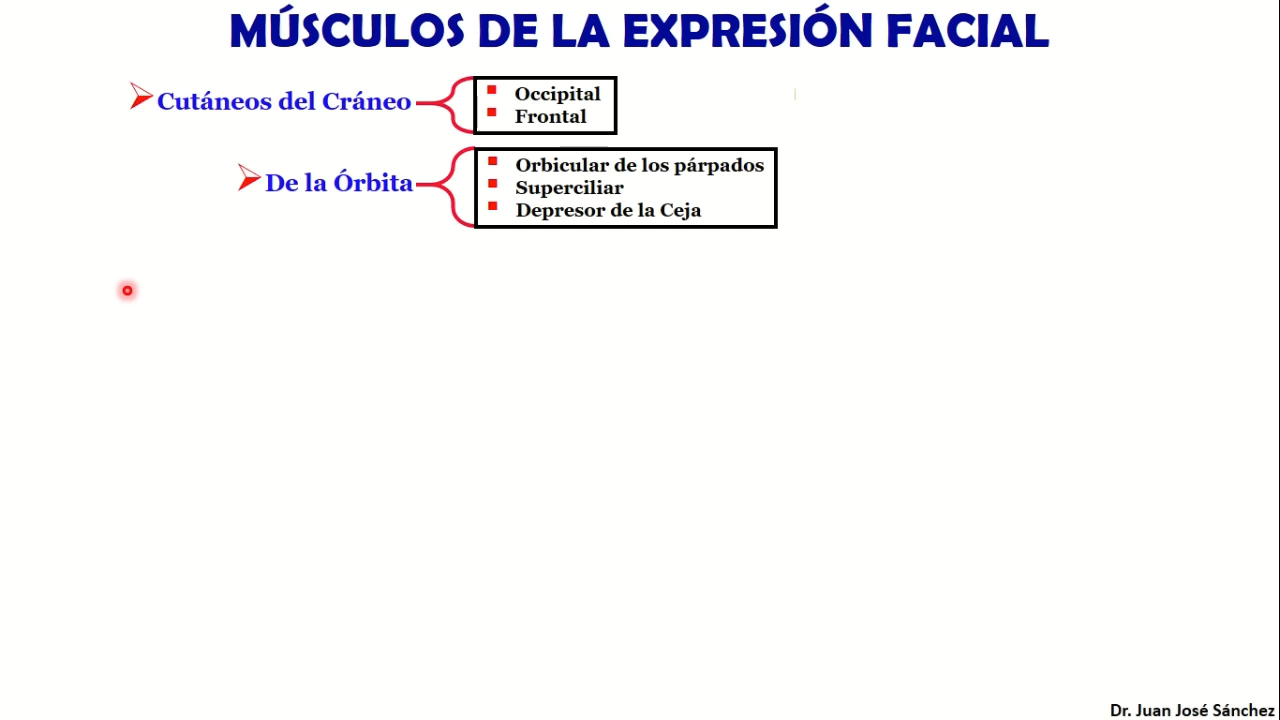 MÚSCULOS DE LA EXPRESIÓN FACIAL
Cutáneos del Cráneo
Occipital
Frontal
De la Órbita
Orbicular de los párpados
Superciliar
Depresor de la Ceja
Dr. Juan José Sánchez